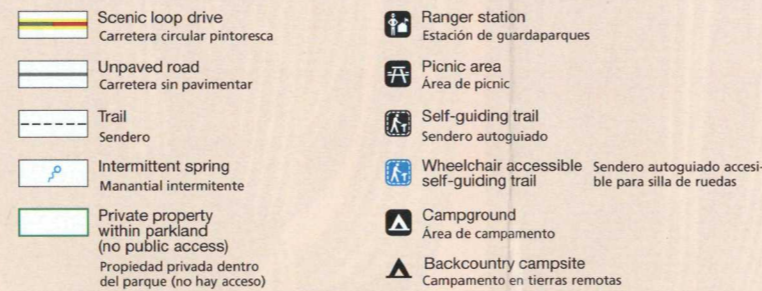 Scenic loop drive
Carretera circular pintoresca
Unpaved road
Carretera sin pavimentar
Trail
Sendero
Intermittent spring
Manantial intermitente
Private property
within parkland
(no public access)
Propiedad privada dentro
del parque (no hay acceso)
Ranger station
Estación de guardaparques
Picnic area
Área de picnic
Self-guiding trail
Sendero autoguiado
Wheelchair accessible
self-guiding trail
Sendero autoguiado accesi-
ble para silla de ruedas
Campground
Área de campamento
Backcountry campsite
Campamento en tierras remotas